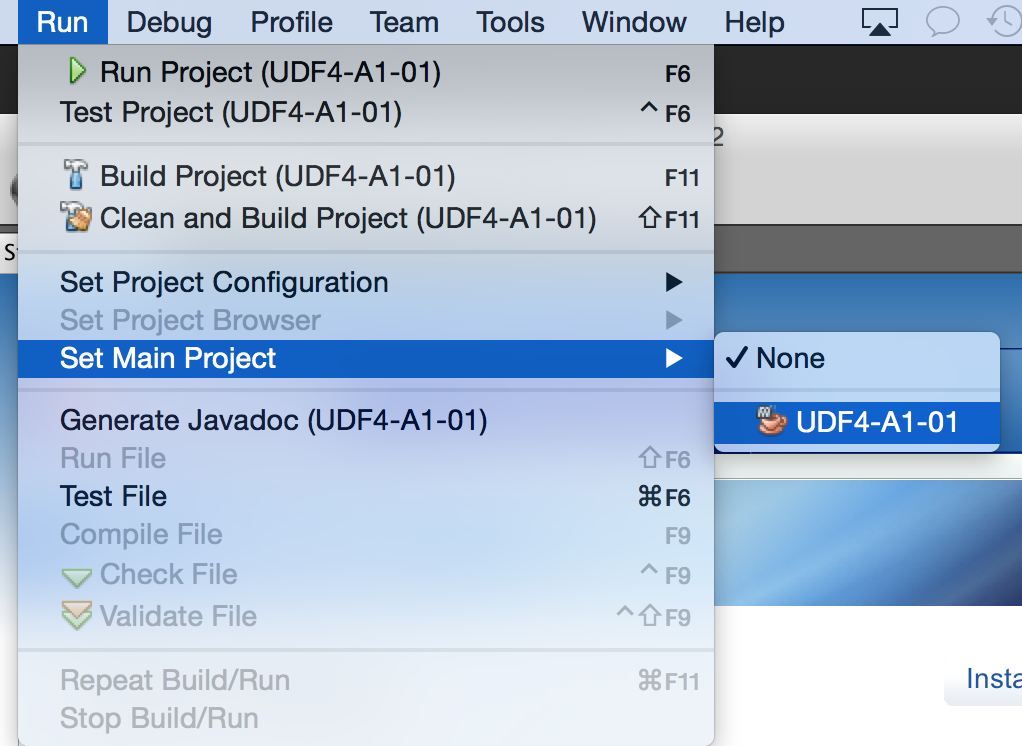 Run Debug Profile Team Tools Window Help
Run Project (UDF4-A1-01) F6
Test Project (UDF4-A1-01) ^F6
2
Build Project (UDF4-A1-01) F11
Clean and Build Project (UDF4-A1-01) ⇧F11
Set Project Configuration ▶
Set Project Browser ▶
Set Main Project ▶
✓ None
UDF4-A1-01
Generate Javadoc (UDF4-A1-01)
Run File ⇧F6
Test File ⌘F6
Compile File F9
Check File ^F9
Validate File ^⇧F9
Repeat Build/Run ⌘F11
Insta
Stop Build/Run